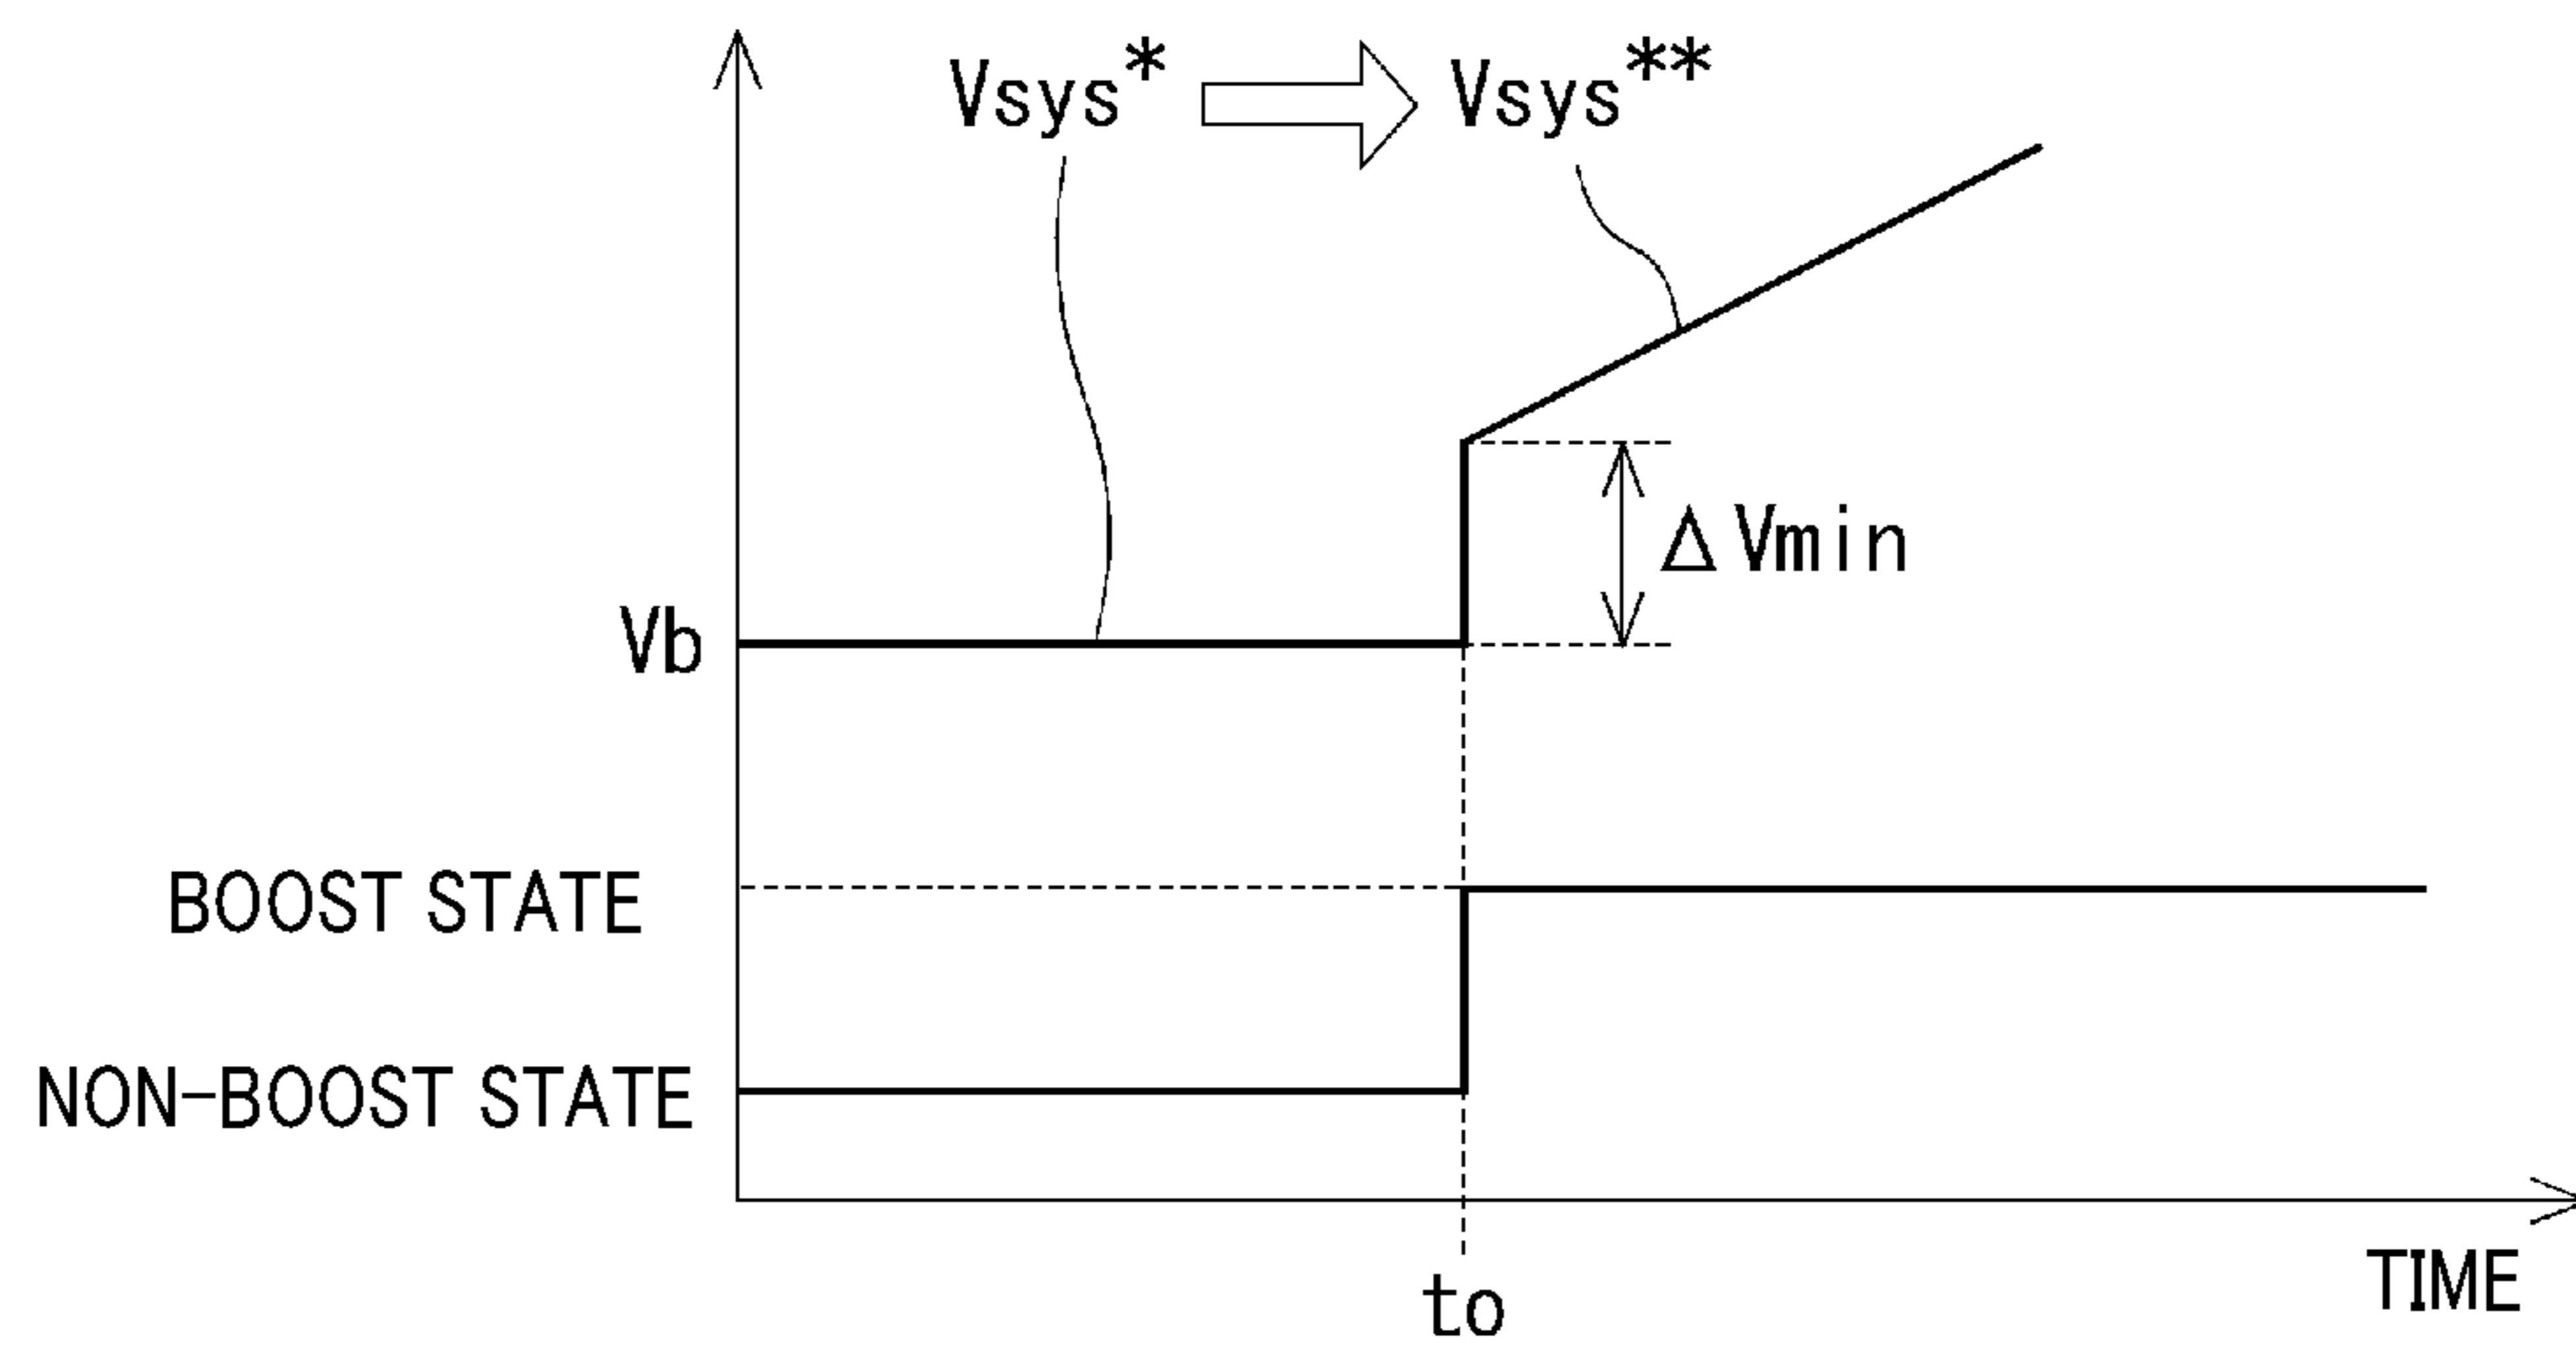 Vsys* Vsys**
ΔVmin
Vb
BOOST STATE
NON-BOOST STATE
TIME
to